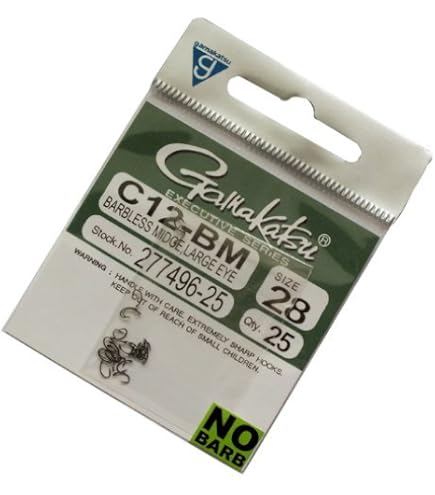 gamakatsu
Gamakatsu®
EXECUTIVE SERIES
C12-BM
BARBLESS MIDGE, LARGE EYE
SIZE
28
Stock.No.
277496-25
Qty.
25
WARNING : HANDLE WITH CARE. EXTREMELY SHARP HOOKS.
KEEP OUT OF REACH OF SMALL CHILDREN.
NO
BARB